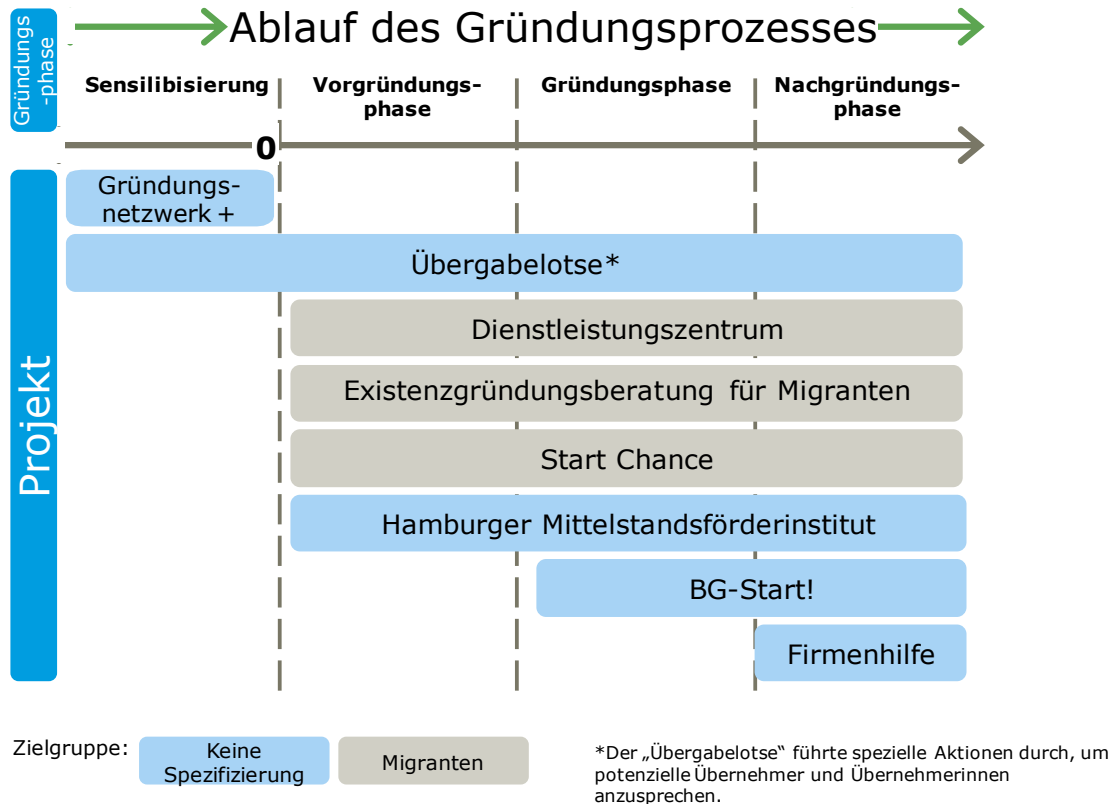 Gründungs
-phase
Ablauf des Gründungsprozesses
Sensilibisierung
Vorgründungs-
phase
Gründungsphase
Nachgründungs-
phase
0
Projekt
Gründungs-
netzwerk +
Übergabelotse*
Dienstleistungszentrum
Existenzgründungsberatung für Migranten
Start Chance
Hamburger Mittelstandsförderinstitut
BG-Start!
Firmenhilfe
Zielgruppe:
Keine
Spezifizierung
Migranten
*Der „Übergabelotse“ führte spezielle Aktionen durch, um
potenzielle Übernehmer und Übernehmerinnen
anzusprechen.